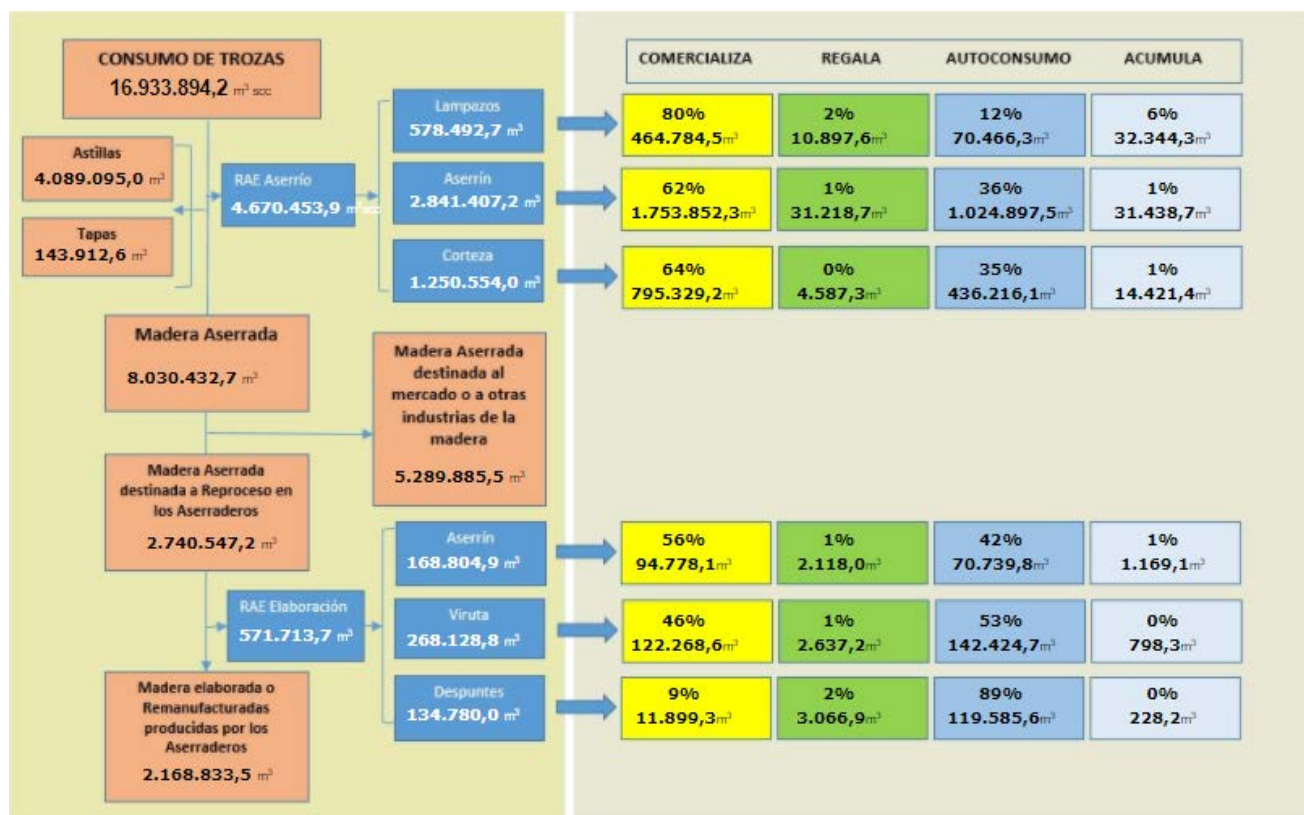 CONSUMO DE TROZAS
16.933.894,2 m³ scc
Astillas
4.089.095,0 m³
Tapas
143.912,6 m³
RAE Aserrío
4.670.453,9 m³scc
Lampazos
578.492,7 m³
Aserrín
2.841.407,2 m³
Corteza
1.250.554,0 m³
COMERCIALIZA REGALA AUTOCONSUMO ACUMULA
80% 2% 12% 6%
464.784,5m³ 10.897,6m³ 70.466,3m³ 32.344,3m³
62% 1% 36% 1%
1.753.852,3m³ 31.218,7m³ 1.024.897,5m³ 31.438,7m³
64% 0% 35% 1%
795.329,2m³ 4.587,3m³ 436.216,1m³ 14.421,4m³
Madera Aserrada
8.030.432,7 m³
Madera Aserrada
destinada al
mercado o a otras
industrias de la
madera
5.289.885,5 m³
Madera Aserrada
destinada a Reproceso en
los Aserraderos
2.740.547,2 m³
RAE Elaboración
571.713,7 m³
Aserrín
168.804,9 m³
Viruta
268.128,8 m³
Despuntes
134.780,0 m³
56% 1% 42% 1%
94.778,1m³ 2.118,0m³ 70.739,8m³ 1.169,1m³
46% 1% 53% 0%
122.268,6m³ 2.637,2m³ 142.424,7m³ 798,3m³
9% 2% 89% 0%
11.899,3m³ 3.066,9m³ 119.585,6m³ 228,2m³
Madera elaborada o
Remanufacturadas
producidas por los
Aserraderos
2.168.833,5 m³